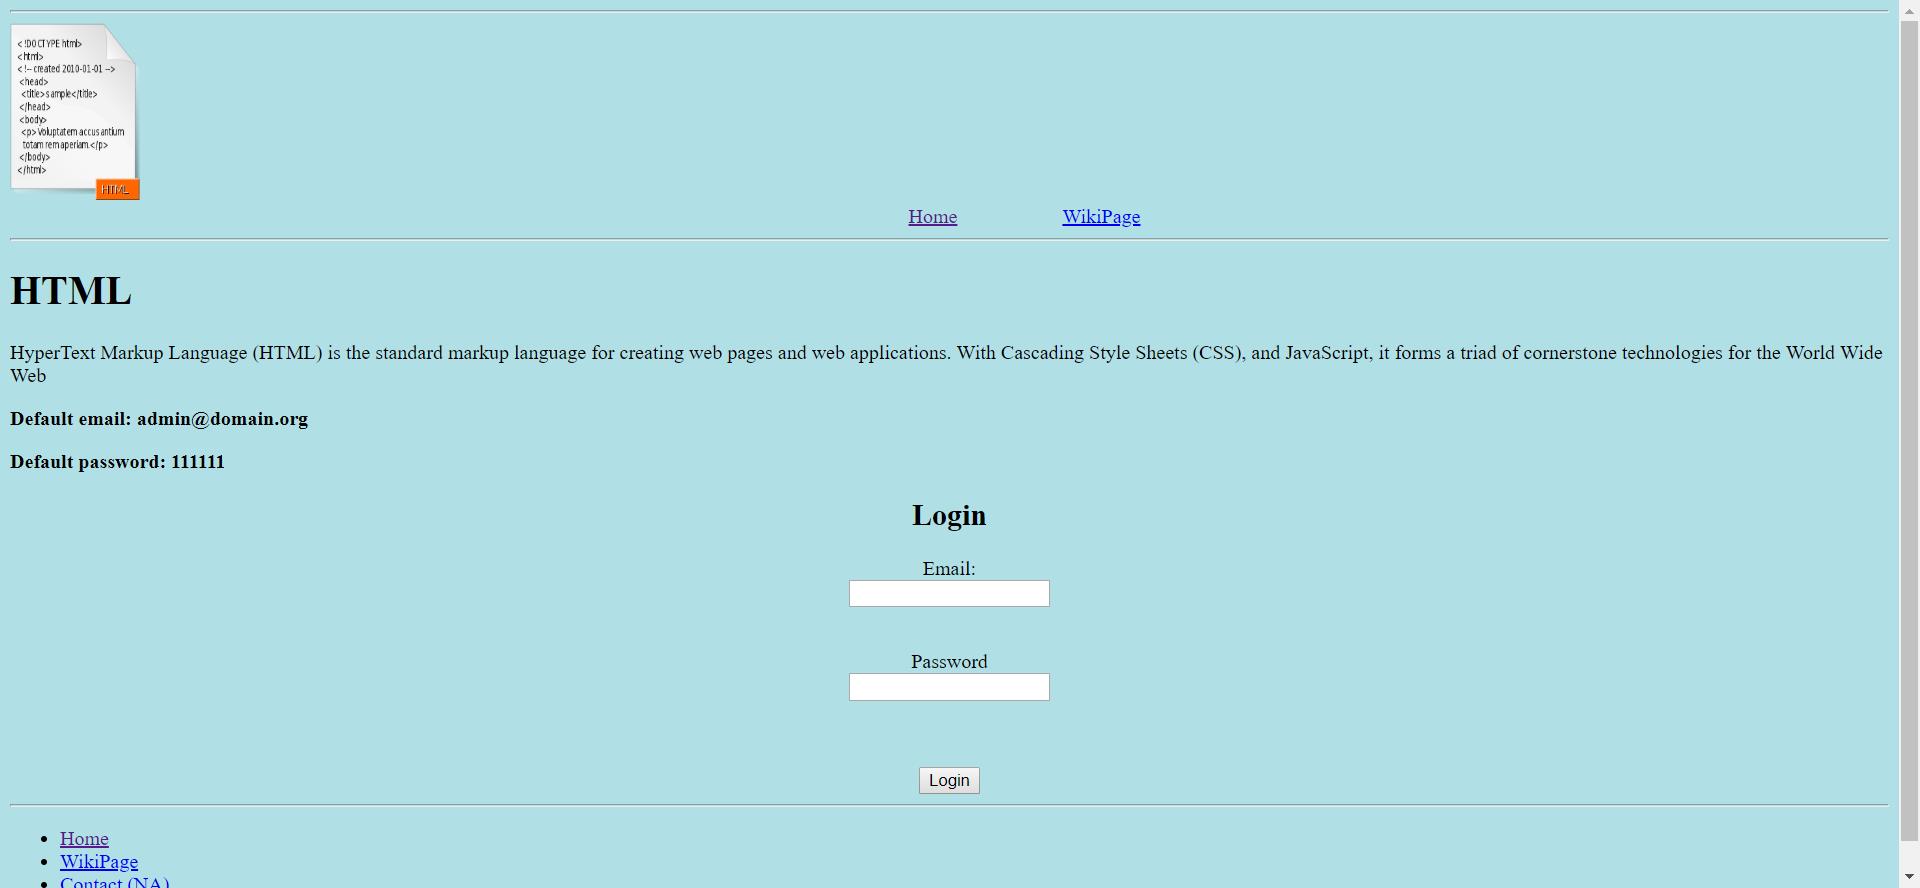 <!DOCTYPE html>
<html>
<!-- created 2010-01-01 -->
<head>
<title>sample</title>
</head>
<body>
<p>Voluptatem accusantium
totam rem aperiam.</p>
</body>
</html>
HTML
Home WikiPage
HTML
HyperText Markup Language (HTML) is the standard markup language for creating web pages and web applications. With Cascading Style Sheets (CSS), and JavaScript, it forms a triad of cornerstone technologies for the World Wide
Web
Default email: admin@domain.org
Default password: 111111
Login
Email:
Password
Login
Home
WikiPage
Contact (NA)